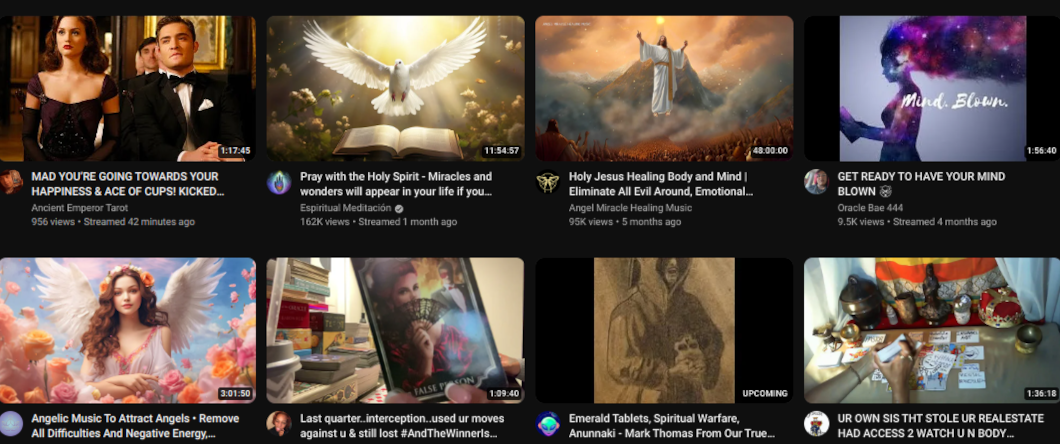 1:17:45
11:54:57
48:00:00
Mind. Blown.
1:56:40
MAD YOU'RE GOING TOWARDS YOUR
HAPPINESS & ACE OF CUPS! KICKED...
Ancient Emperor Tarot
956 views • Streamed 42 minutes ago
Pray with the Holy Spirit - Miracles and
wonders will appear in your life if you...
Espiritual Meditación
162K views • Streamed 1 month ago
Holy Jesus Healing Body and Mind |
Eliminate All Evil Around, Emotional...
Angel Miracle Healing Music
95K views • 5 months ago
GET READY TO HAVE YOUR MIND
BLOWN
Oracle Bae 444
9.5K views • Streamed 4 months ago
3:01:50
FALSE PERSON
1:09:40
UPCOMING
1:36:18
Angelic Music To Attract Angels • Remove
All Difficulties And Negative Energy,...
Last quarter..interception..used ur moves
against u & still lost #AndTheWinnerIs...
Emerald Tablets, Spiritual Warfare,
Anunnaki - Mark Thomas From Our True...
UR OWN SIS THT STOLE UR REALESTATE
HAD ACCESS 2 WATCH U N BODY...